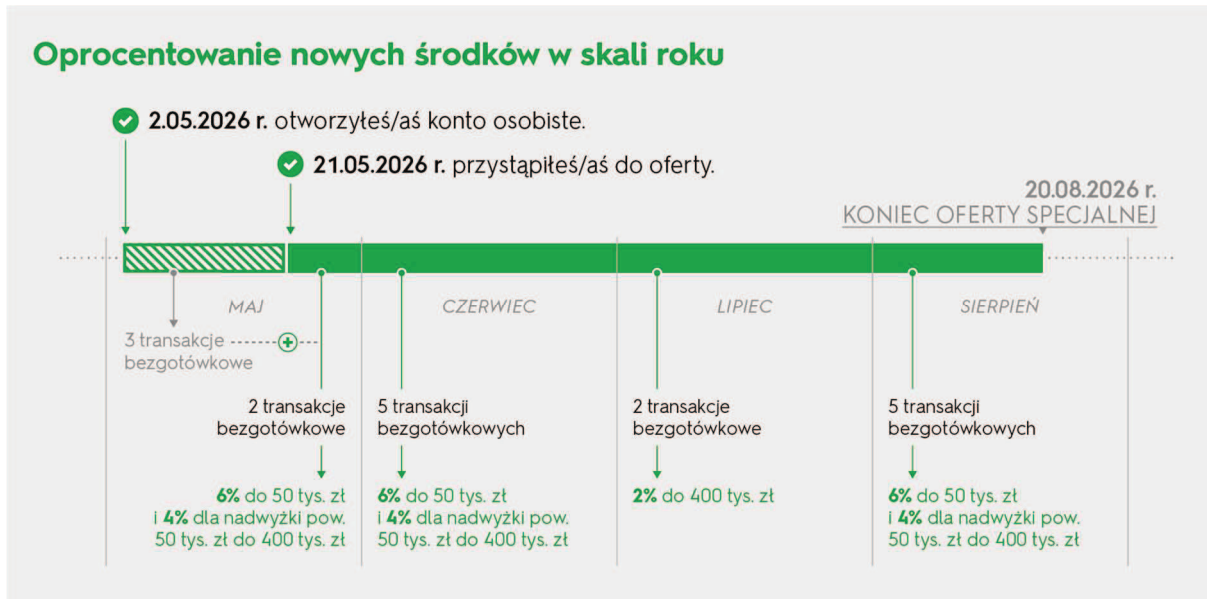 Oprocentowanie nowych środków w skali roku
2.05.2026 r. otworzyłeś/aś konto osobiste.
21.05.2026 r. przystąpiłeś/aś do oferty.
20.08.2026 r.
KONIEC OFERTY SPECJALNEJ
MAJ
CZERWIEC
LIPIEC
SIERPIEŃ
3 transakcje
bezgotówkowe
2 transakcje
bezgotówkowe
6% do 50 tys. zł
i 4% dla nadwyżki pow.
50 tys. zł do 400 tys. zł
5 transakcji
bezgotówkowych
6% do 50 tys. zł
i 4% dla nadwyżki pow.
50 tys. zł do 400 tys. zł
2 transakcje
bezgotówkowe
2% do 400 tys. zł
5 transakcji
bezgotówkowych
6% do 50 tys. zł
i 4% dla nadwyżki pow.
50 tys. zł do 400 tys. zł